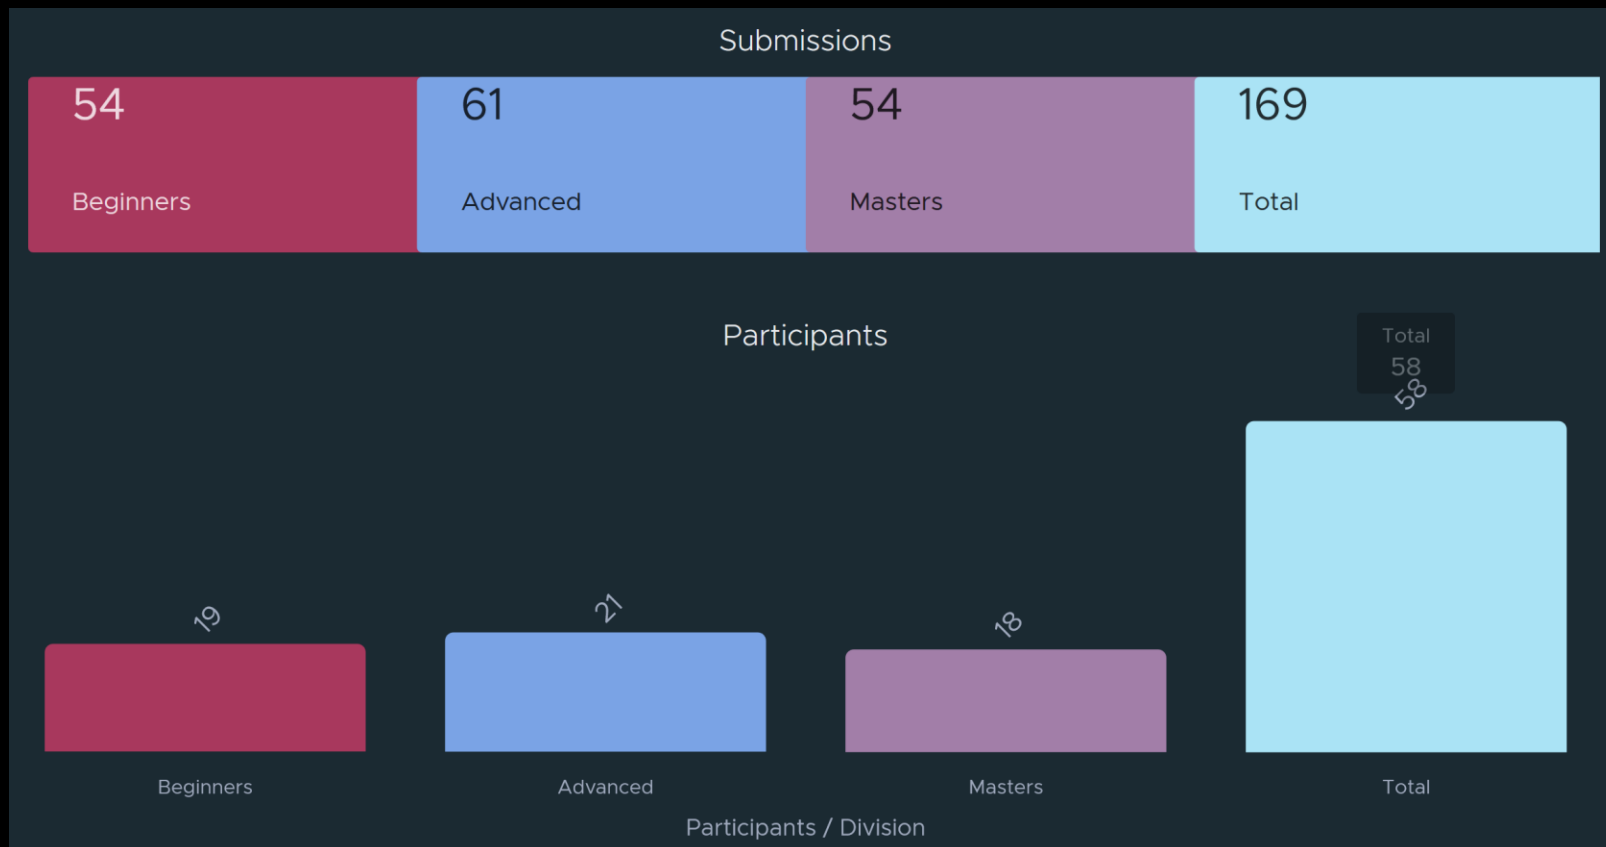 Submissions
54
Beginners
61
Advanced
54
Masters
169
Total
Participants
Total
58
58
19
21
18
Beginners
Advanced
Masters
Total
Participants / Division